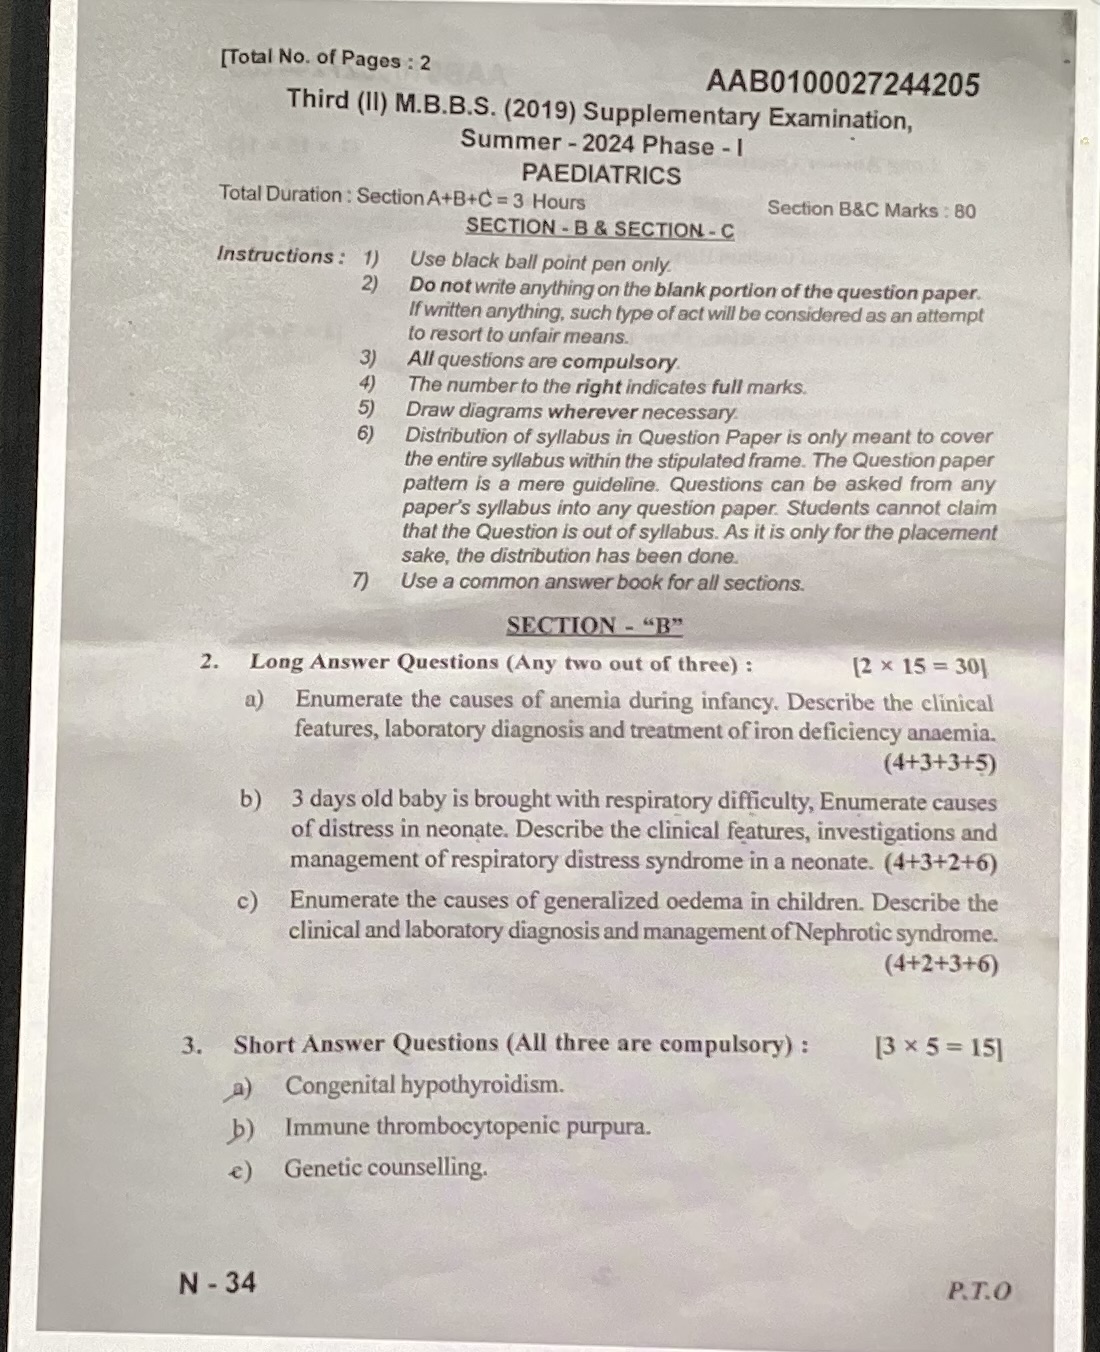 [Total No. of Pages : 2
AAB0100027244205
Third (II) M.B.B.S. (2019) Supplementary Examination,
Summer - 2024 Phase - I
PAEDIATRICS
Total Duration : Section A+B+C = 3 Hours
Section B&C Marks : 80
SECTION - B & SECTION - C
Instructions : 1) Use black ball point pen only.
2) Do not write anything on the blank portion of the question paper.
If written anything, such type of act will be considered as an attempt
to resort to unfair means.
3) All questions are compulsory.
4) The number to the right indicates full marks.
5) Draw diagrams wherever necessary.
6) Distribution of syllabus in Question Paper is only meant to cover
the entire syllabus within the stipulated frame. The Question paper
pattern is a mere guideline. Questions can be asked from any
paper's syllabus into any question paper. Students cannot claim
that the Question is out of syllabus. As it is only for the placement
sake, the distribution has been done.
7) Use a common answer book for all sections.
SECTION - “B”
2. Long Answer Questions (Any two out of three) : [2 × 15 = 30]
a) Enumerate the causes of anemia during infancy. Describe the clinical
features, laboratory diagnosis and treatment of iron deficiency anaemia.
(4+3+3+5)
b) 3 days old baby is brought with respiratory difficulty, Enumerate causes
of distress in neonate. Describe the clinical features, investigations and
management of respiratory distress syndrome in a neonate. (4+3+2+6)
c) Enumerate the causes of generalized oedema in children. Describe the
clinical and laboratory diagnosis and management of Nephrotic syndrome.
(4+2+3+6)
3. Short Answer Questions (All three are compulsory) : [3 × 5 = 15]
a) Congenital hypothyroidism.
b) Immune thrombocytopenic purpura.
c) Genetic counselling.
N - 34
P.T.O